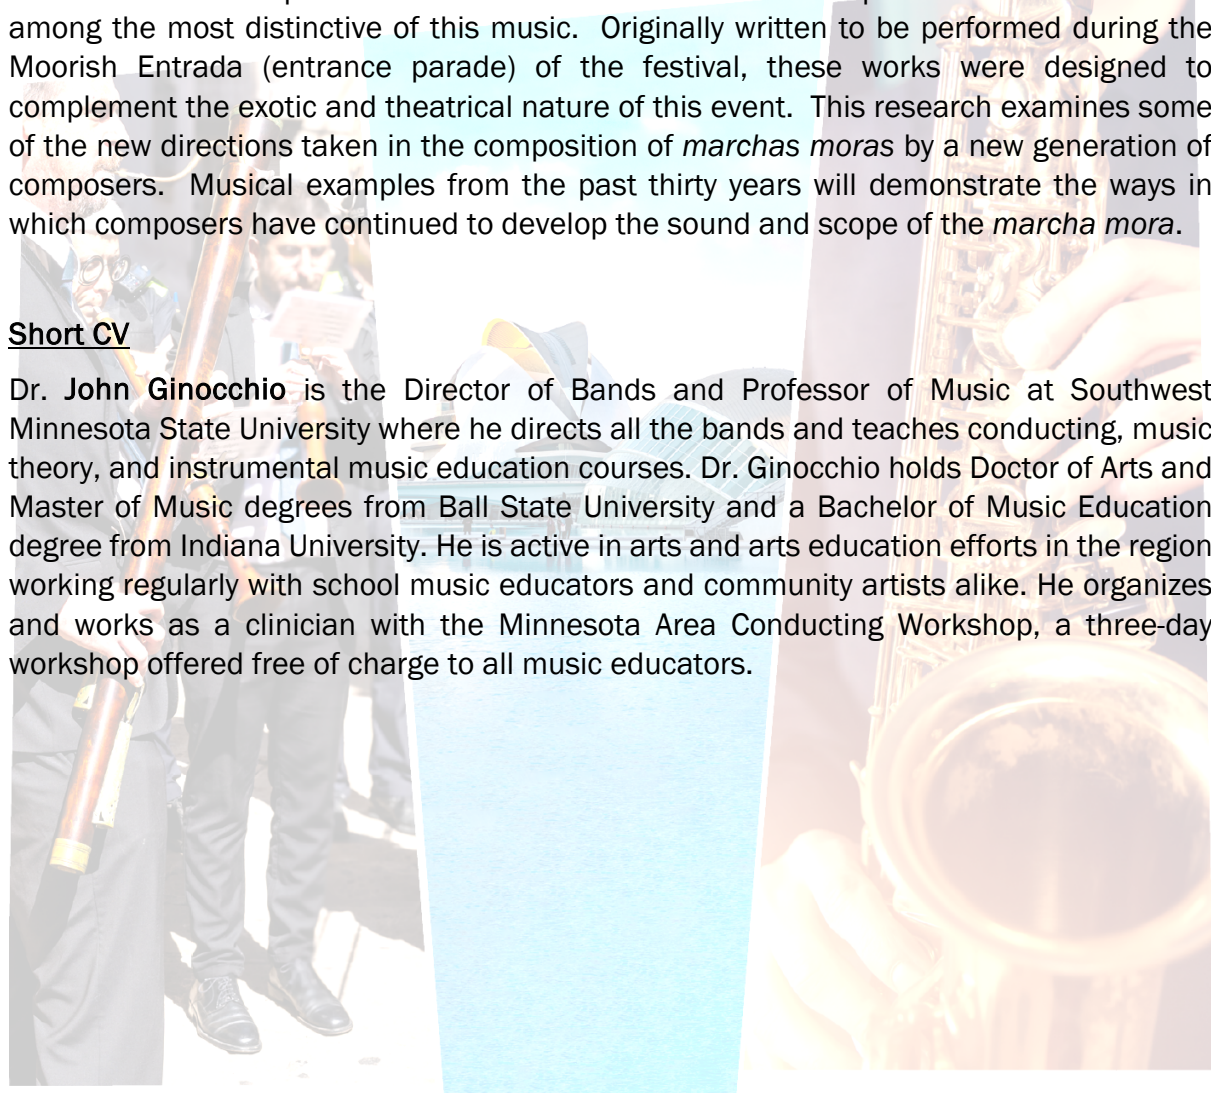 among the most distinctive of this music. Originally written to be performed during the
Moorish Entrada (entrance parade) of the festival, these works were designed to
complement the exotic and theatrical nature of this event. This research examines some
of the new directions taken in the composition of marchas moras by a new generation of
composers. Musical examples from the past thirty years will demonstrate the ways in
which composers have continued to develop the sound and scope of the marcha mora.
Short CV
Dr. John Ginocchio is the Director of Bands and Professor of Music at Southwest
Minnesota State University where he directs all the bands and teaches conducting, music
theory, and instrumental music education courses. Dr. Ginocchio holds Doctor of Arts and
Master of Music degrees from Ball State University and a Bachelor of Music Education
degree from Indiana University. He is active in arts and arts education efforts in the region
working regularly with school music educators and community artists alike. He organizes
and works as a clinician with the Minnesota Area Conducting Workshop, a three-day
workshop offered free of charge to all music educators.